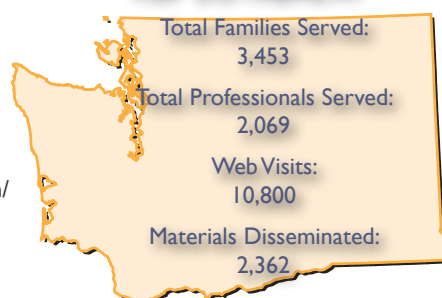 Total Families Served:
3,453
Total Professionals Served:
2,069
/
Web Visits:
10,800
Materials Disseminated:
2,362